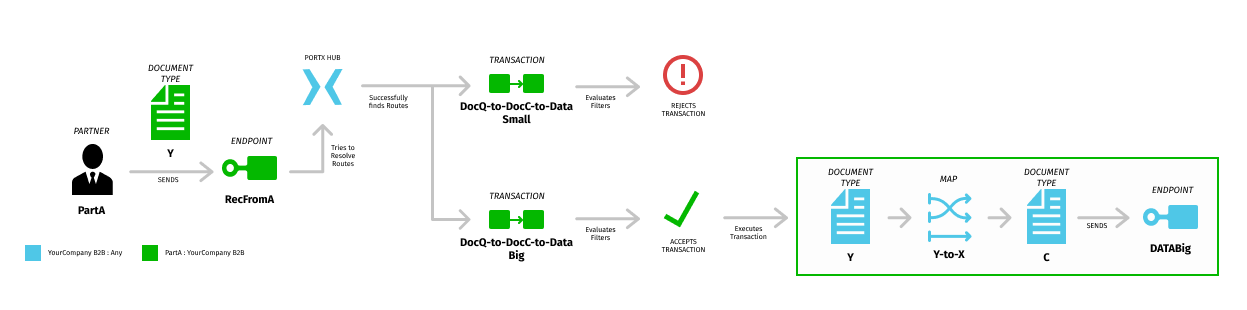 PARTNER
PartA
DOCUMENT
TYPE
Y
SENDS
ENDPOINT
RecFromA
PORTX HUB
Tries to
Resolve
Routes
Successfully
finds Routes
TRANSACTION
DocQ-to-DocC-to-Data
Small
Evaluates
Filters
REJECTS
TRANSACTION
TRANSACTION
DocQ-to-DocC-to-Data
Big
Evaluates
Filters
ACCEPTS
TRANSACTION
Executes
Transaction
DOCUMENT
TYPE
Y
MAP
Y-to-X
DOCUMENT
TYPE
C
SENDS
ENDPOINT
DATABig
YourCompany B2B : Any
PartA : YourCompany B2B